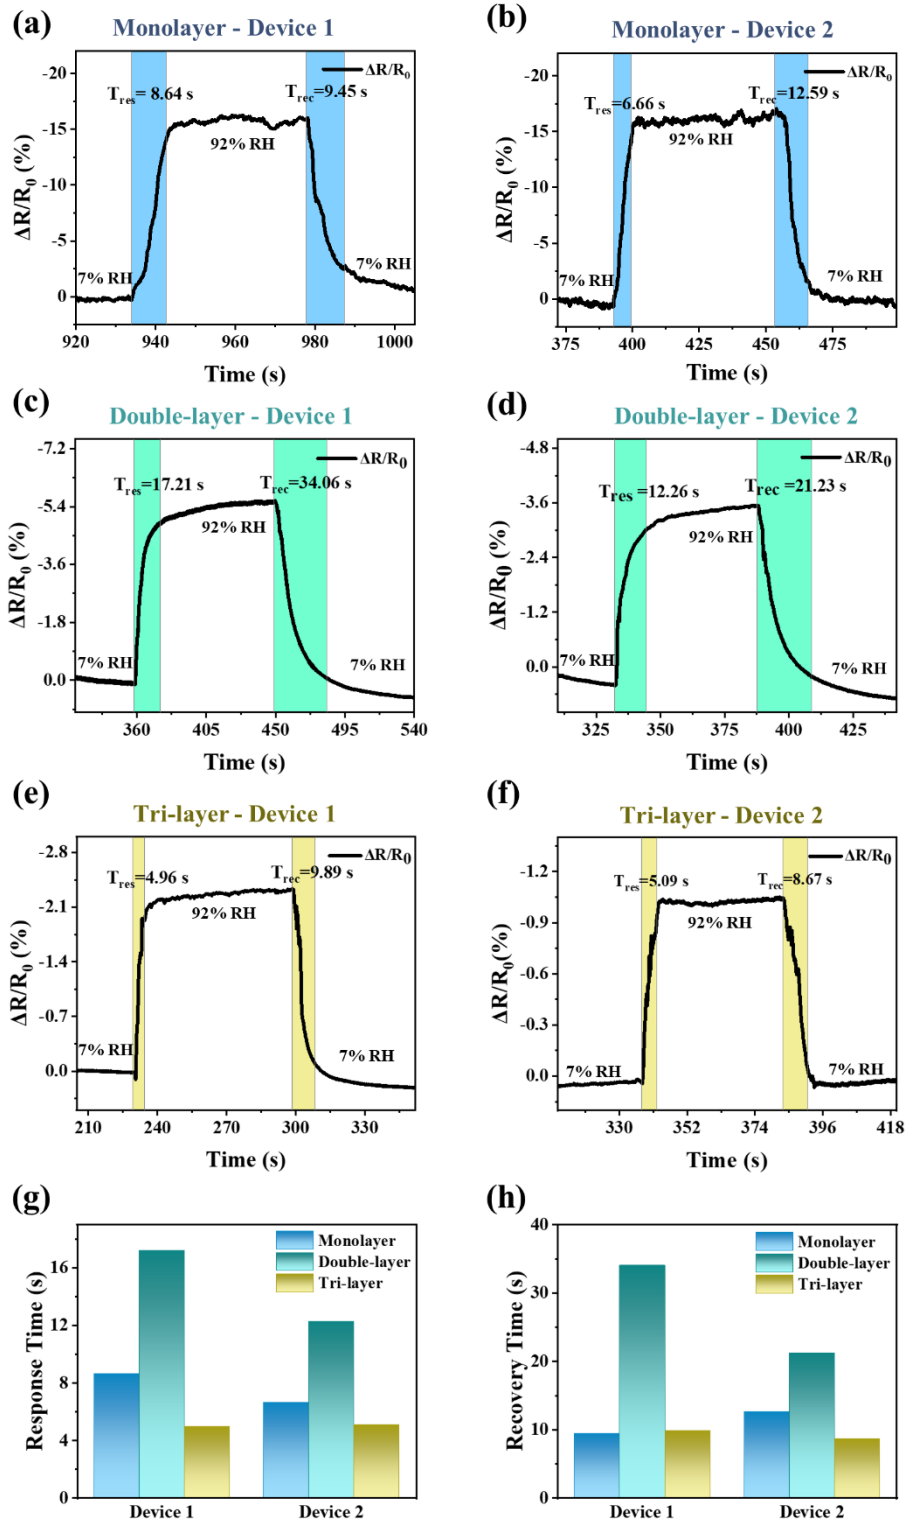 (a)
Monolayer - Device 1
ΔR/R₀ (%)
-20
-15
-10
-5
0
ΔR/R₀
Tres= 8.64 s
Trec=9.45 s
92% RH
7% RH
7% RH
920
940
960
980
1000
Time (s)
(b)
Monolayer - Device 2
ΔR/R₀ (%)
-20
-15
-10
-5
0
ΔR/R₀
Tres=6.66 s
Trec=12.59 s
92% RH
7% RH
7% RH
375
400
425
450
475
Time (s)
(c)
Double-layer - Device 1
ΔR/R₀ (%)
-7.2
-5.4
-3.6
-1.8
0.0
ΔR/R₀
Tres=17.21 s
Trec=34.06 s
92% RH
7% RH
7% RH
360
405
450
495
540
Time (s)
(d)
Double-layer - Device 2
ΔR/R0 (%)
-4.8
-3.6
-2.4
-1.2
0.0
ΔR/R₀
Tres=12.26 s
Trec =21.23 s
92% RH
7% RH
7% RH
325
350
375
400
425
Time (s)
(e)
Tri-layer - Device 1
ΔR/R₀ (%)
-2.8
-2.1
-1.4
-0.7
0.0
ΔR/R₀
Tres=4.96 s
Trec=9.89 s
92% RH
7% RH
7% RH
210
240
270
300
330
Time (s)
(f)
Tri-layer - Device 2
ΔR/R₀(%)
-1.2
-0.9
-0.6
-0.3
0.0
ΔR/R₀
Tres=5.09 s
Trec=8.67 s
92% RH
7% RH
7% RH
330
352
374
396
418
Time (s)
(g)
Response Time (s)
16
12
8
4
0
Monolayer
Double-layer
Tri-layer
Device 1
Device 2
(h)
Recovery Time (s)
40
30
20
10
0
Monolayer
Double-layer
Tri-layer
Device 1
Device 2